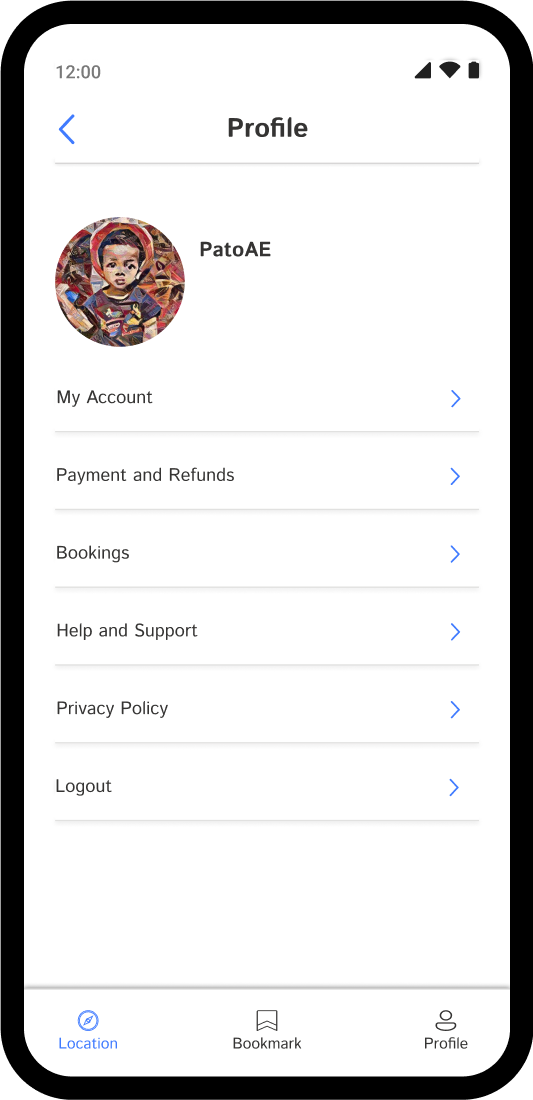 12:00
Profile
PatoAE
My Account
Payment and Refunds
Bookings
Help and Support
Privacy Policy
Logout
Location
Bookmark
Profile